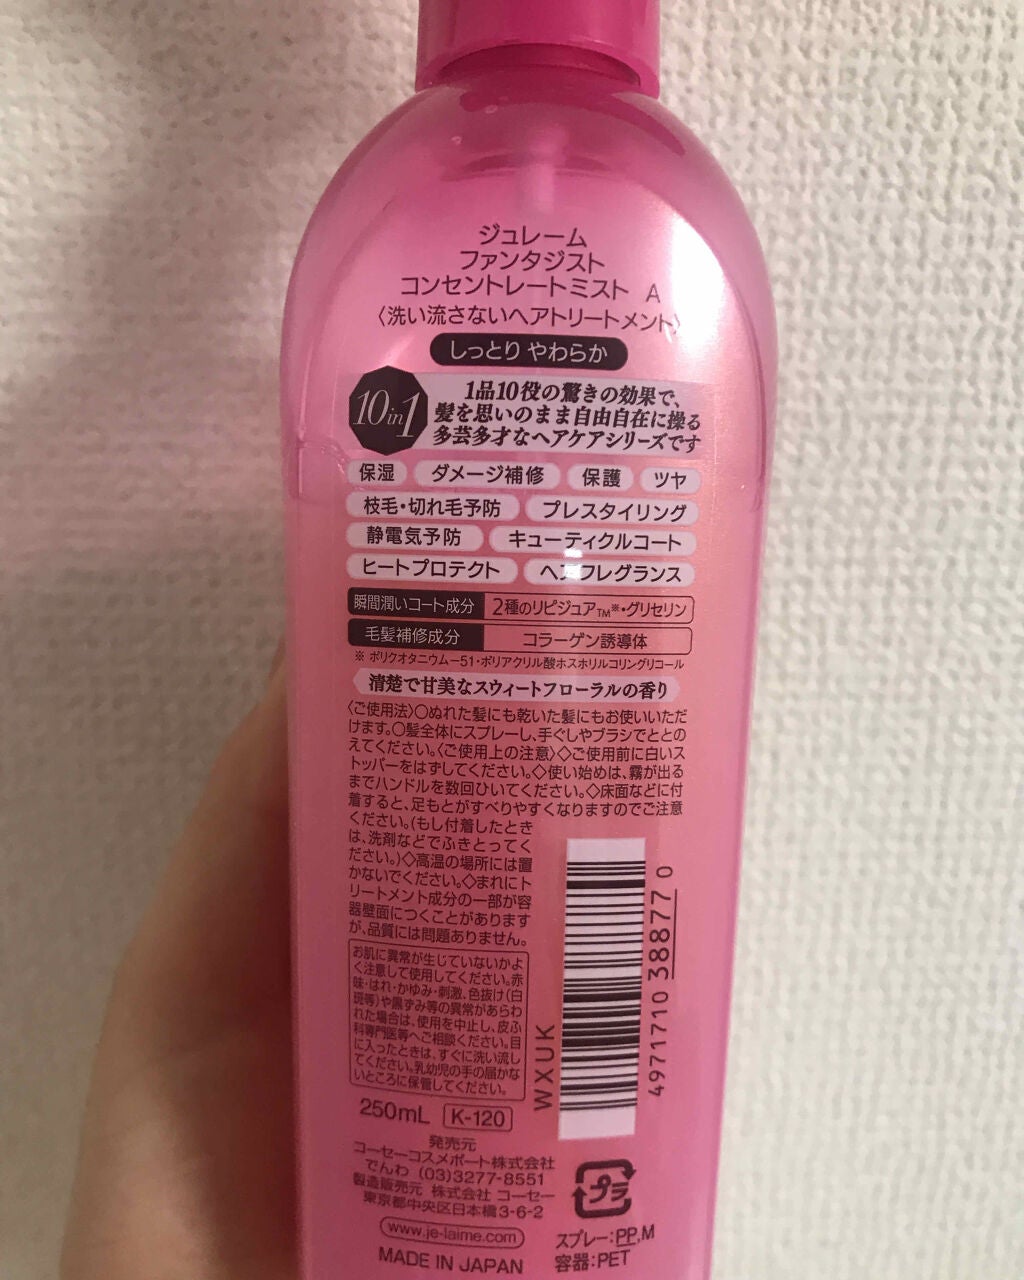 ジュレーム
ファンタジスト
コンセントレートミスト A
〈洗い流さないヘアトリートメント〉
しっとり やわらか
10in1
1品10役の驚きの効果で、
髪を思いのまま自由自在に操る
多芸多才なヘアケアシリーズです
保湿 ダメージ補修 保護 ツヤ
枝毛・切れ毛予防 プレスタイリング
静電気予防 キューティクルコート
ヒートプロテクト ヘアフレグランス
瞬間潤いコート成分 2種のリピジュアTM※・グリセリン
毛髪補修成分 コラーゲン誘導体
※ ポリクオタニウム−51・ポリアクリル酸ホスホリルコリングリコール
清楚で甘美なスウィートフローラルの香り
〈ご使用法〉○ぬれた髪にも乾いた髪にもお使いいただ
けます。○髪全体にスプレーし、手ぐしやブラシでととの
えてください。〈ご使用上の注意〉◇ご使用前に白いス
トッパーをはずしてください。◇使い始めは、霧が出る
までハンドルを数回ひいてください。◇床面などに付
着すると、足もとがすべりやすくなりますのでご注意
ください。(もし付着したとき
は、洗剤などでふきとってく
ださい。)◇高温の場所には置
かないでください。◇まれにト
リートメント成分の一部が容
器壁面につくことがあります
が、品質には問題ありません。
お肌に異常が生じていないかよ
く注意して使用してください。赤
味・はれ・かゆみ・刺激、色抜け(白
斑等)や黒ずみ等の異常があらわ
れた場合は、使用を中止し、皮ふ
科専門医等へご相談ください。目
に入ったときは、すぐに洗い流し
てください。乳幼児の手の届かな
いところに保管してください。
WXUK
4971710 388770
250mL K-120
発売元
コーセーコスメポート株式会社
でんわ (03)3277-8551
製造販売元 株式会社 コーセー
東京都中央区日本橋3-6-2
www.je-laime.com
MADE IN JAPAN
プラ
スプレー:PP,M
容器:PET